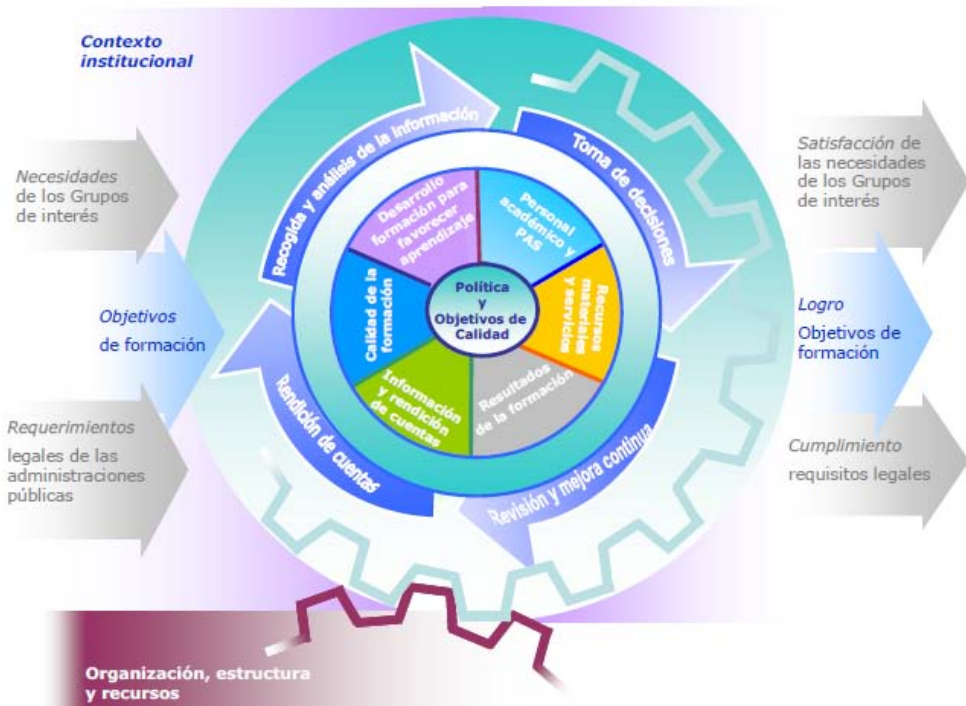 Contexto
institucional
Necesidades
de los Grupos
de interés
Objetivos
de formación
Requerimientos
legales de las
administraciones
públicas
Recogida y análisis de la información
Toma de decisiones
Revisión y mejora continua
Rendición de cuentas
Desarrollo
formación para
favorecer
aprendizaje
Personal
académico y
PAS
Recursos
materiales
y servicios
Resultados
de la formación
Información
y rendición
de cuentas
Calidad de la
formación
Política
y
Objetivos de
Calidad
Satisfacción de
las necesidades
de los Grupos
de interés
Logro
Objetivos de
formación
Cumplimiento
requisitos legales
Organización, estructura
y recursos